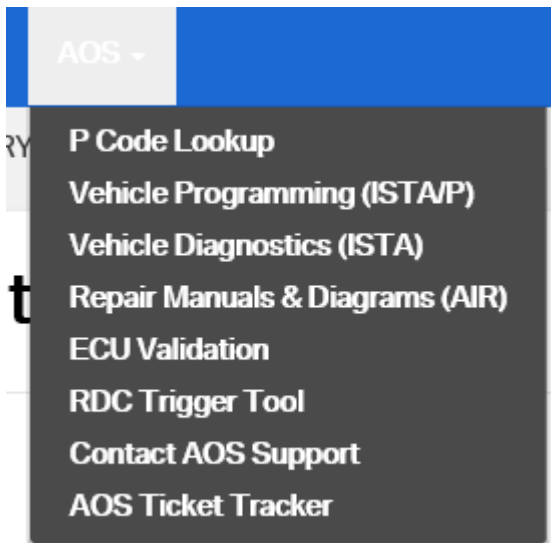 AOS
RY
P Code Lookup
Vehicle Programming (ISTA/P)
Vehicle Diagnostics (ISTA)
t
Repair Manuals & Diagrams (AIR)
ECU Validation
RDC Trigger Tool
Contact AOS Support
AOS Ticket Tracker